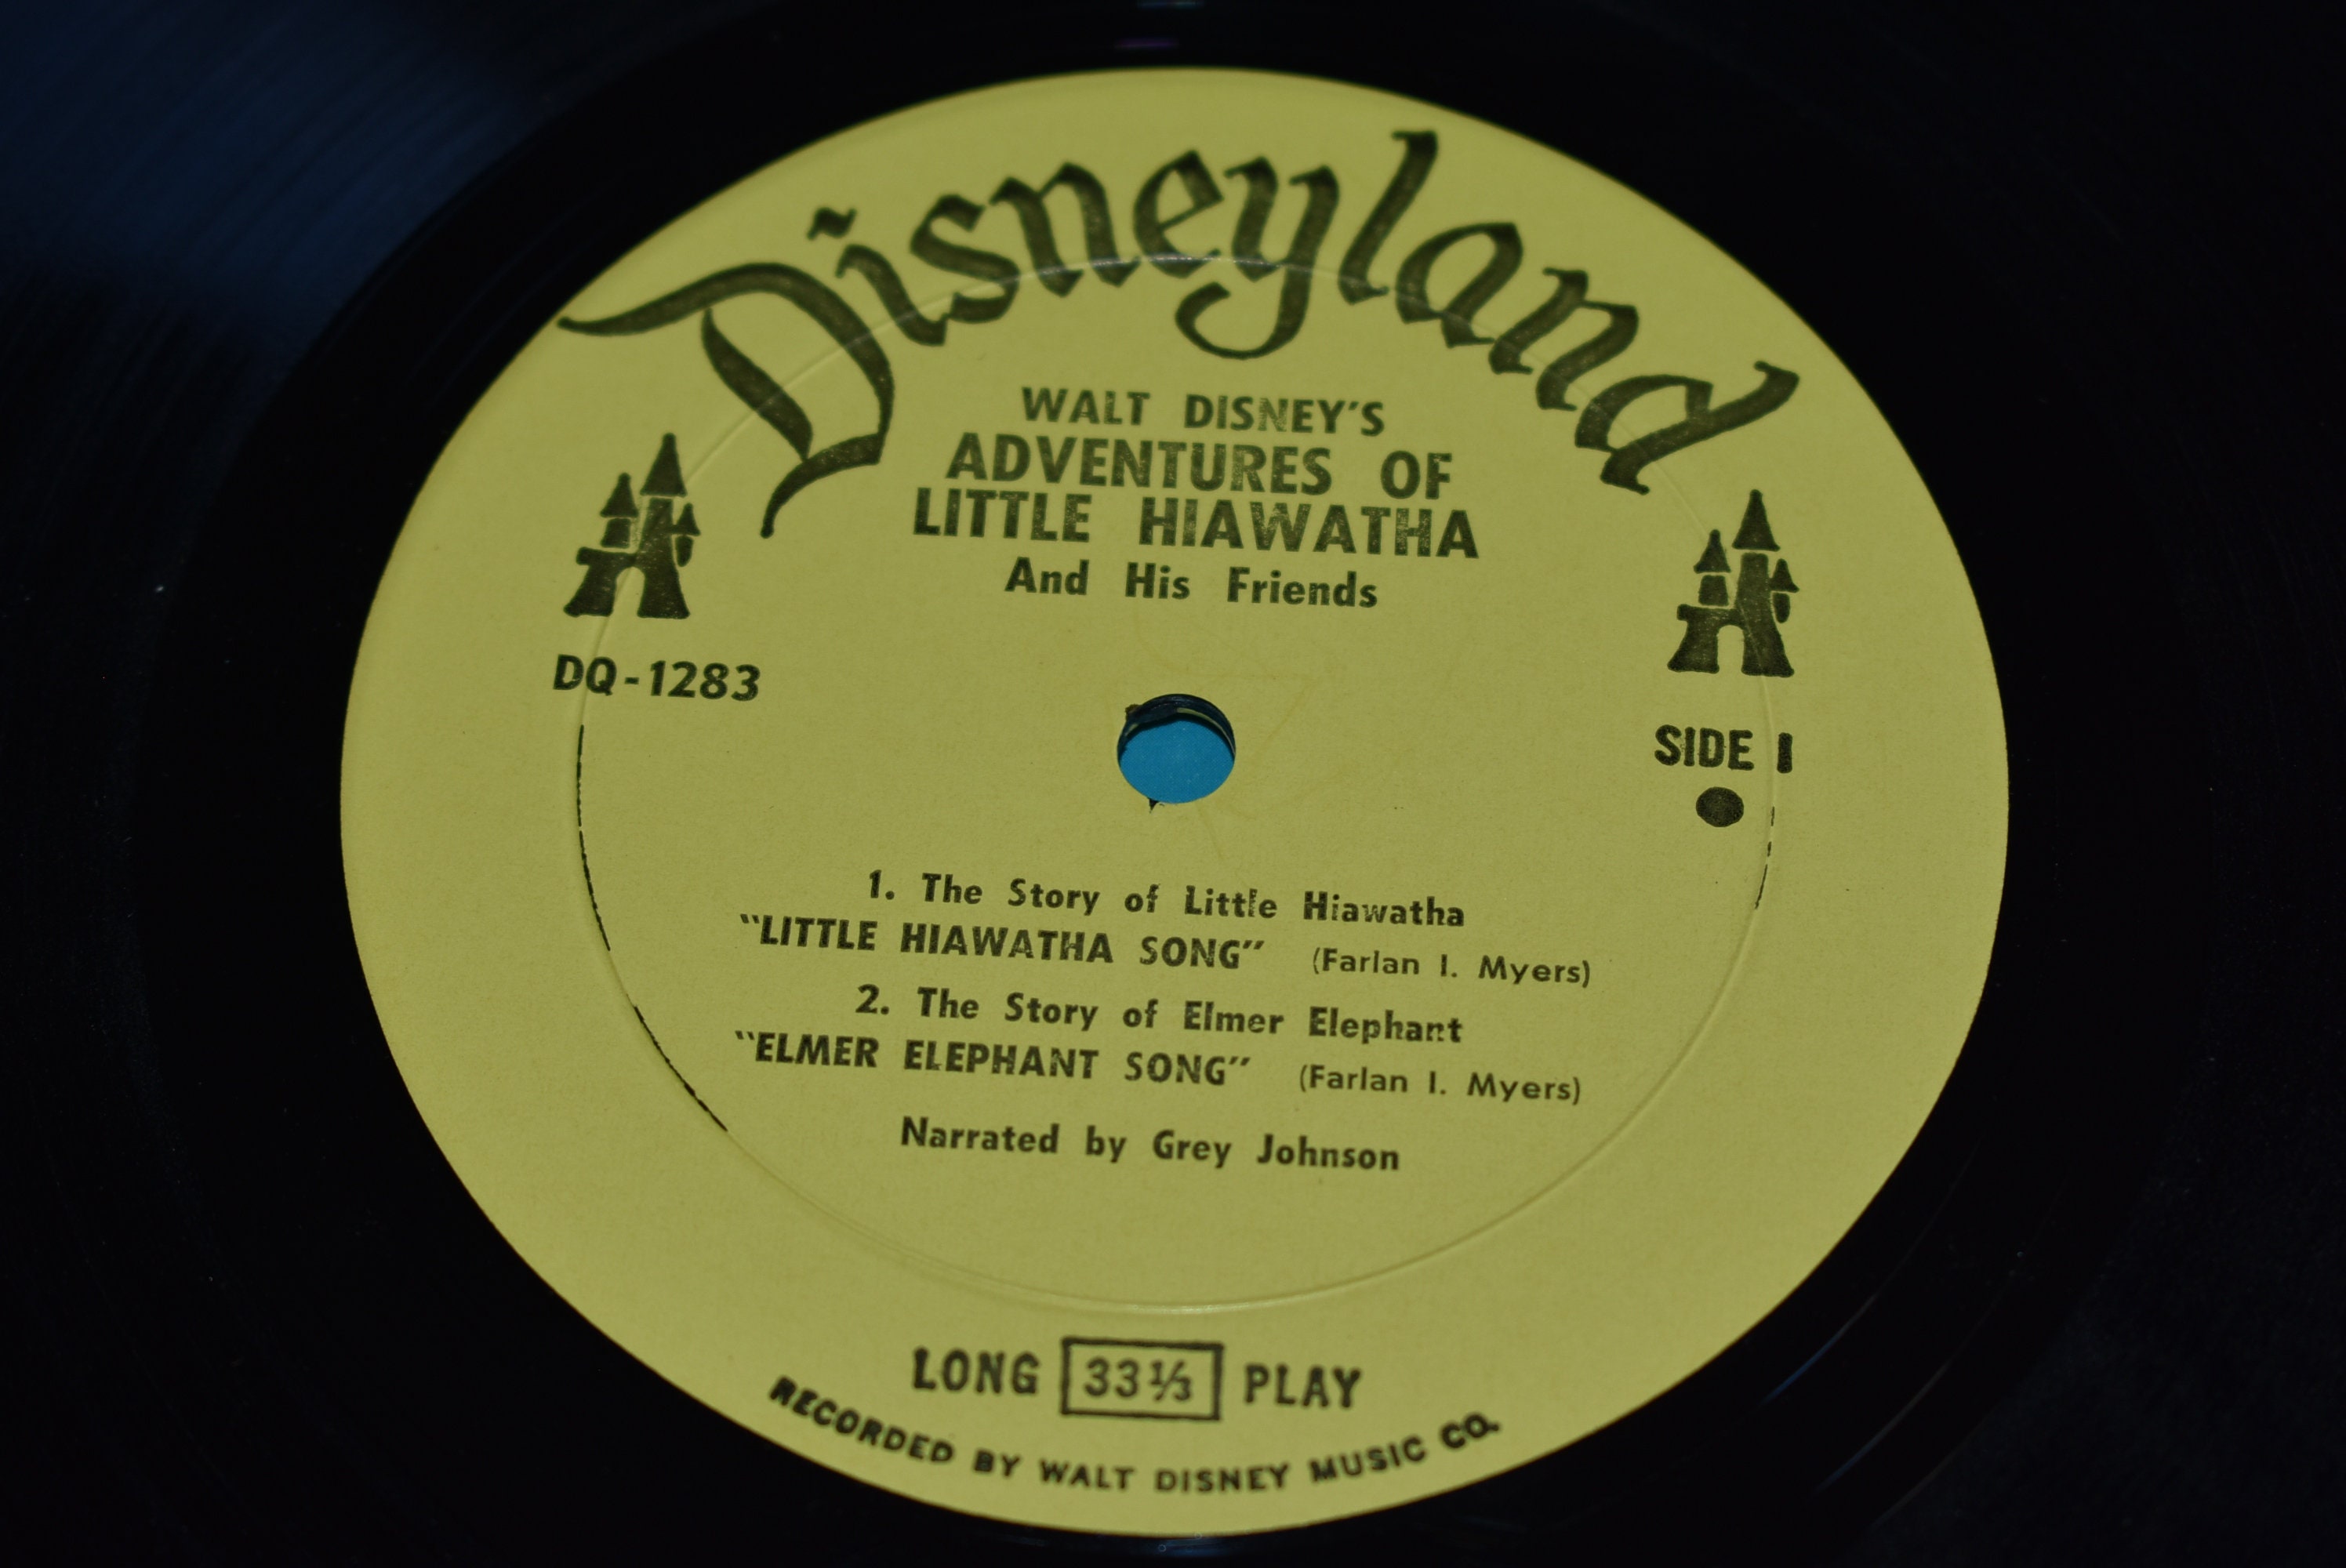 Disneyland
WALT DISNEY'S
ADVENTURES OF
LITTLE HIAWATHA
And His Friends
DQ-1283
SIDE 1
1. The Story of Little Hiawatha
"LITTLE HIAWATHA SONG" (Farlan I. Myers)
2. The Story of Elmer Elephant
"ELMER ELEPHANT SONG" (Farlan I. Myers)
Narrated by Grey Johnson
LONG 33⅓ PLAY
RECORDED BY WALT DISNEY MUSIC CO.